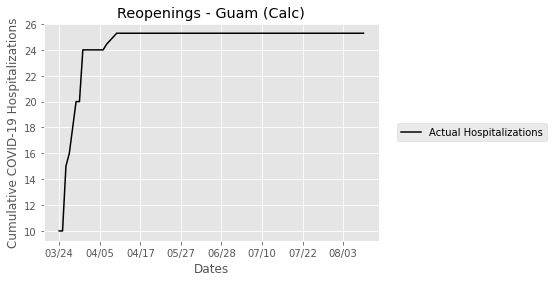 Reopenings - Guam (Calc)
Cumulative COVID-19 Hospitalizations
26
24
22
20
18
16
14
12
10
03/24 04/05 04/17 05/27 06/28 07/10 07/22 08/03
Dates
Actual Hospitalizations